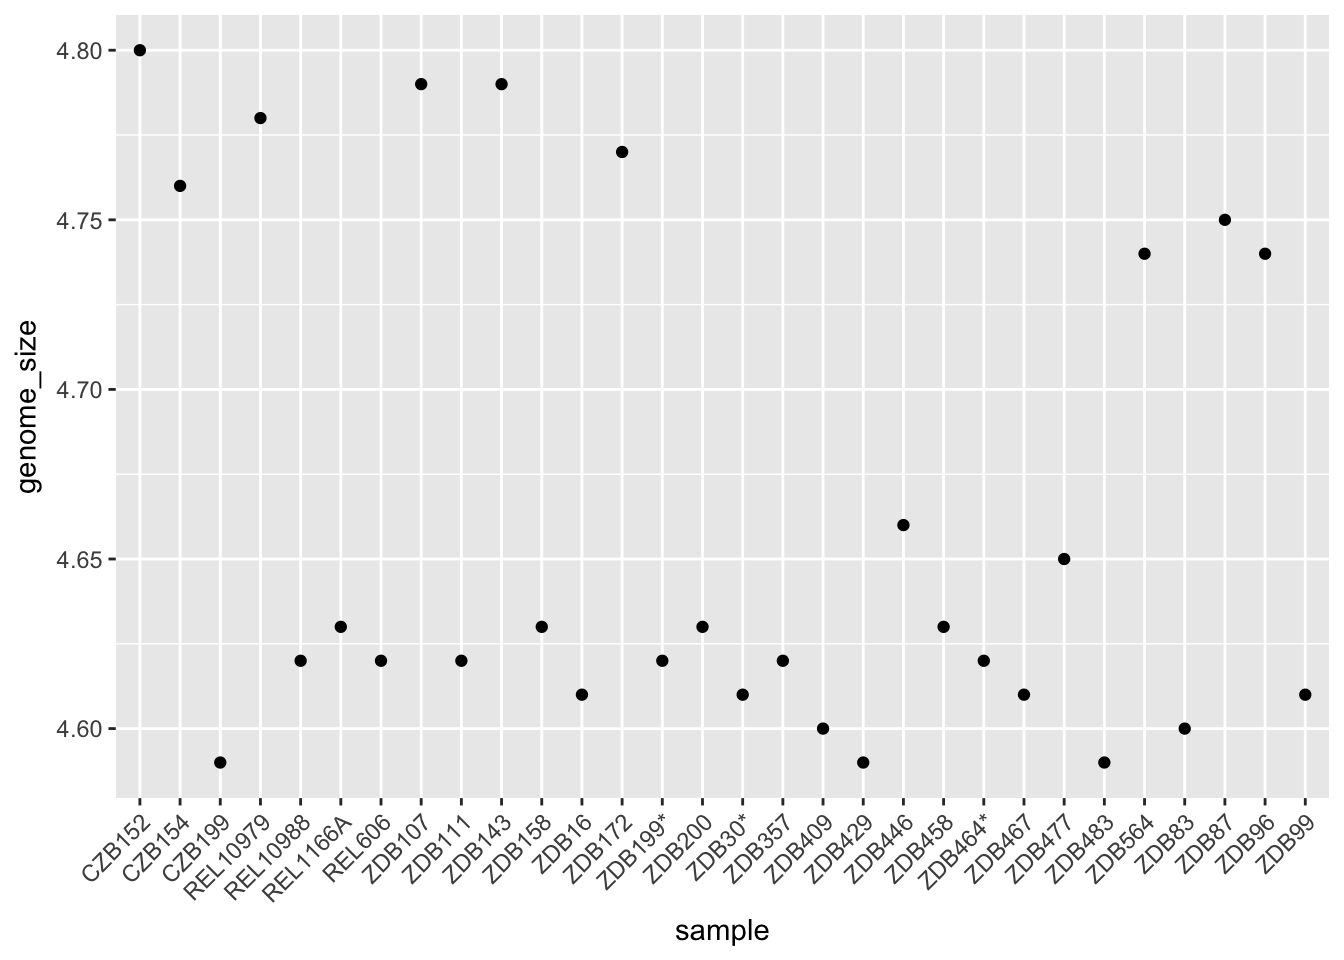 4.80
4.75
4.70
4.65
4.60
genome_size
CZB152
CZB154
CZB199
REL10979
REL10988
REL1166A
REL606
ZDB107
ZDB111
ZDB143
ZDB158
ZDB16
ZDB172
ZDB199*
ZDB200
ZDB30*
ZDB357
ZDB409
ZDB429
ZDB446
ZDB458
ZDB464*
ZDB467
ZDB477
ZDB483
ZDB564
ZDB83
ZDB87
ZDB96
ZDB99
sample